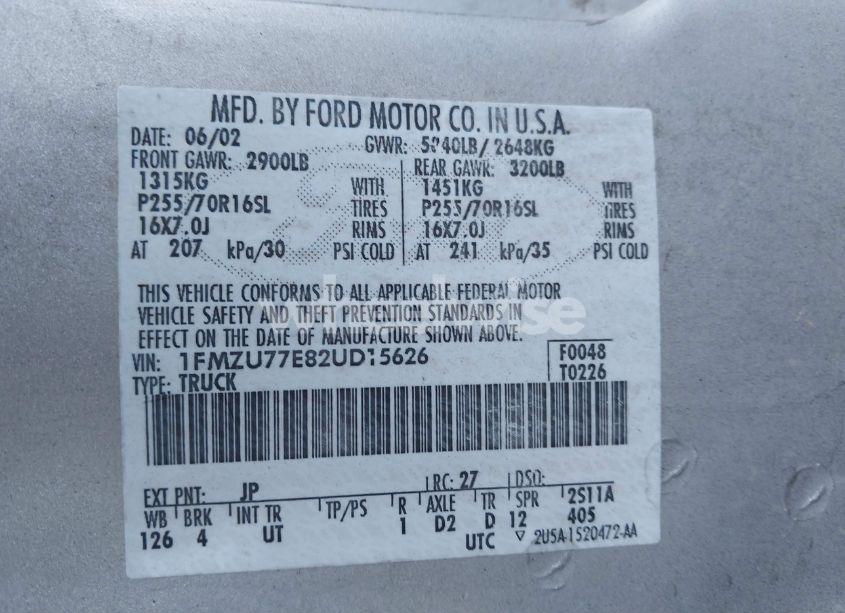 MFD. BY FORD MOTOR CO. IN U.S.A.
DATE: 06/02 GVWR: 5840LB/ 2648KG
FRONT GAWR: 2900LB REAR GAWR: 3200LB
1315KG WITH 1451KG WITH
P255/70R16SL TIRES P255/70R16SL TIRES
16X7.0J RIMS 16X7.0J RIMS
AT 207 kPa/30 PSI COLD AT 241 kPa/35 PSI COLD
THIS VEHICLE CONFORMS TO ALL APPLICABLE FEDERAL MOTOR
VEHICLE SAFETY AND THEFT PREVENTION STANDARDS IN
EFFECT ON THE DATE OF MANUFACTURE SHOWN ABOVE.
VIN: 1FMZU77E82UD15626 F0048
TYPE: TRUCK T0226
EXT PNT: JP RC: 27 DSO:
WB BRK INT TR TP/PS R AXLE TR SPR 2S11A
126 4 UT 1 D2 D 12 405
UTC ▽ 2U5A-1520472-AA